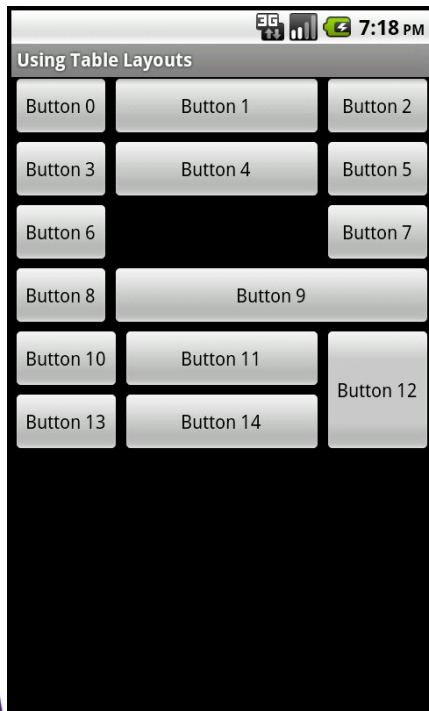 3G 7:18 PM
Using Table Layouts
Button 0 Button 1 Button 2
Button 3 Button 4 Button 5
Button 6 Button 7
Button 8 Button 9
Button 10 Button 11
Button 12
Button 13 Button 14